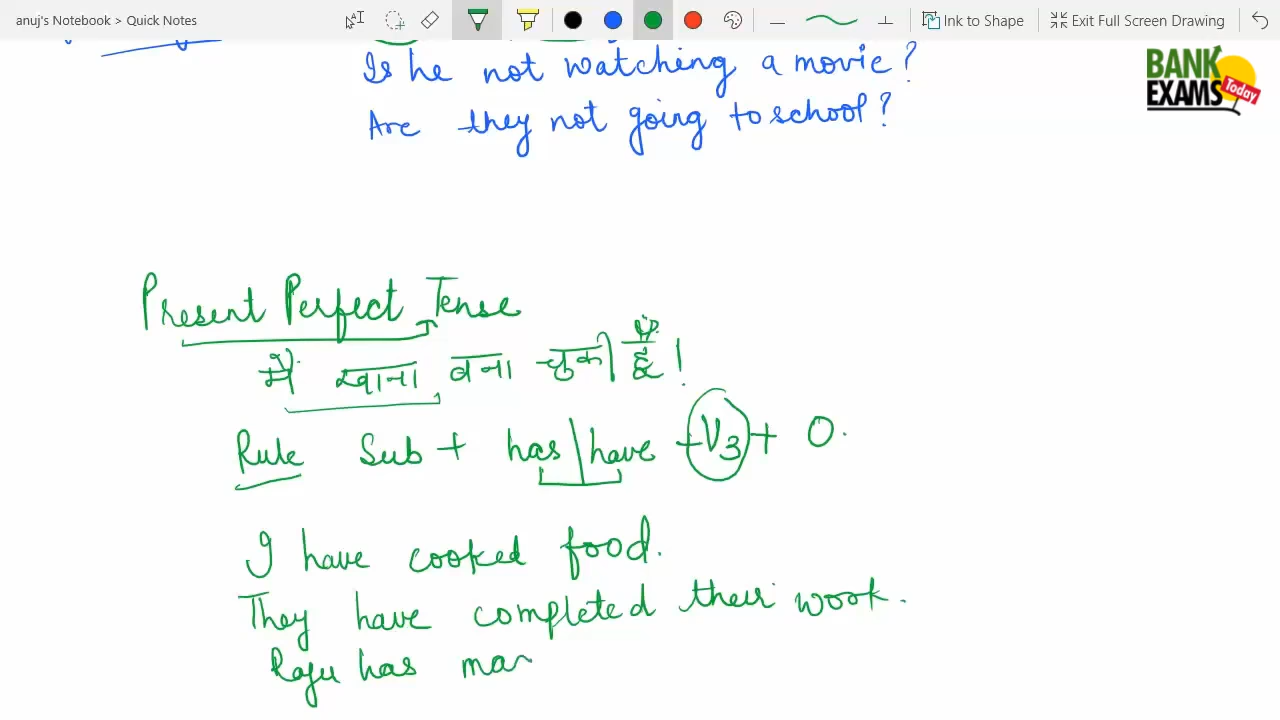 anuj's Notebook > Quick Notes
Ink to Shape
Exit Full Screen Drawing
BANK
EXAMS Today
Is he not watching a movie?
Are they not going to school?
Present Perfect Tense
मैं खाना बना चुकी हूँ !
Rule Sub + has / have + V3 + O.
I have cooked food.
They have completed their work.
Raju has ma